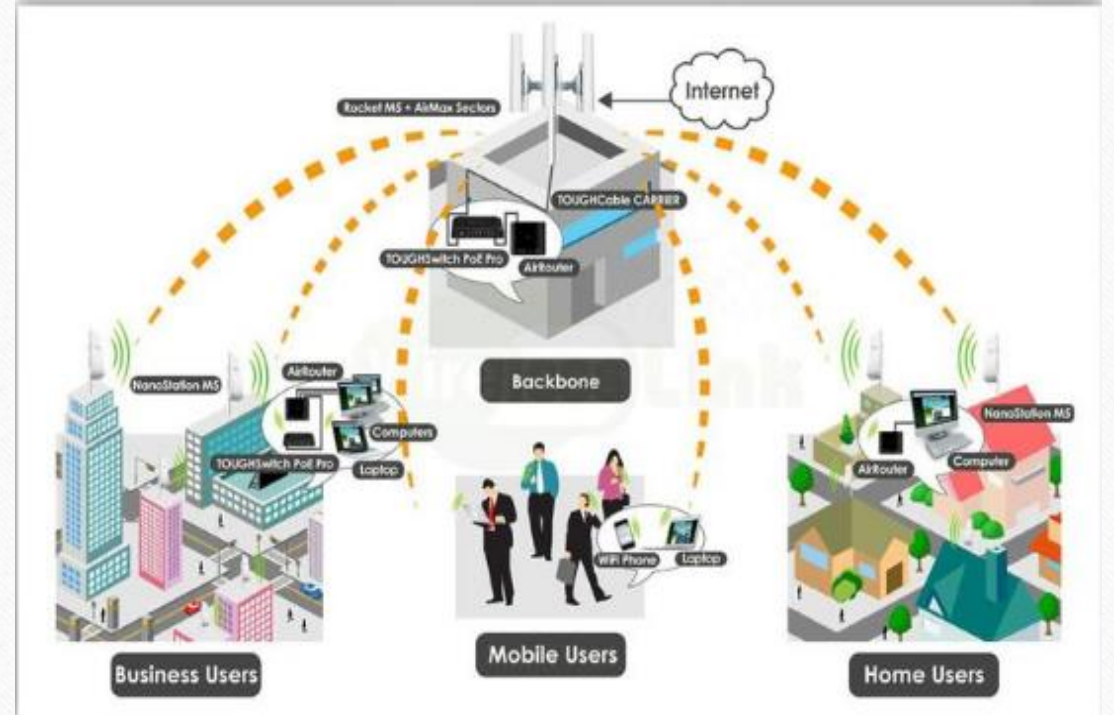 Internet
Rocket M5 + AirMax Sectors
TOUGHCable CARRIER
TOUGHSwitch PoE Pro
AirRouter
Backbone
NanoStation M5
AirRouter
Computers
TOUGHSwitch PoE Pro
Laptop
NanoStation M5
AirRouter
Computer
WiFi Phone
Laptop
Business Users
Mobile Users
Home Users